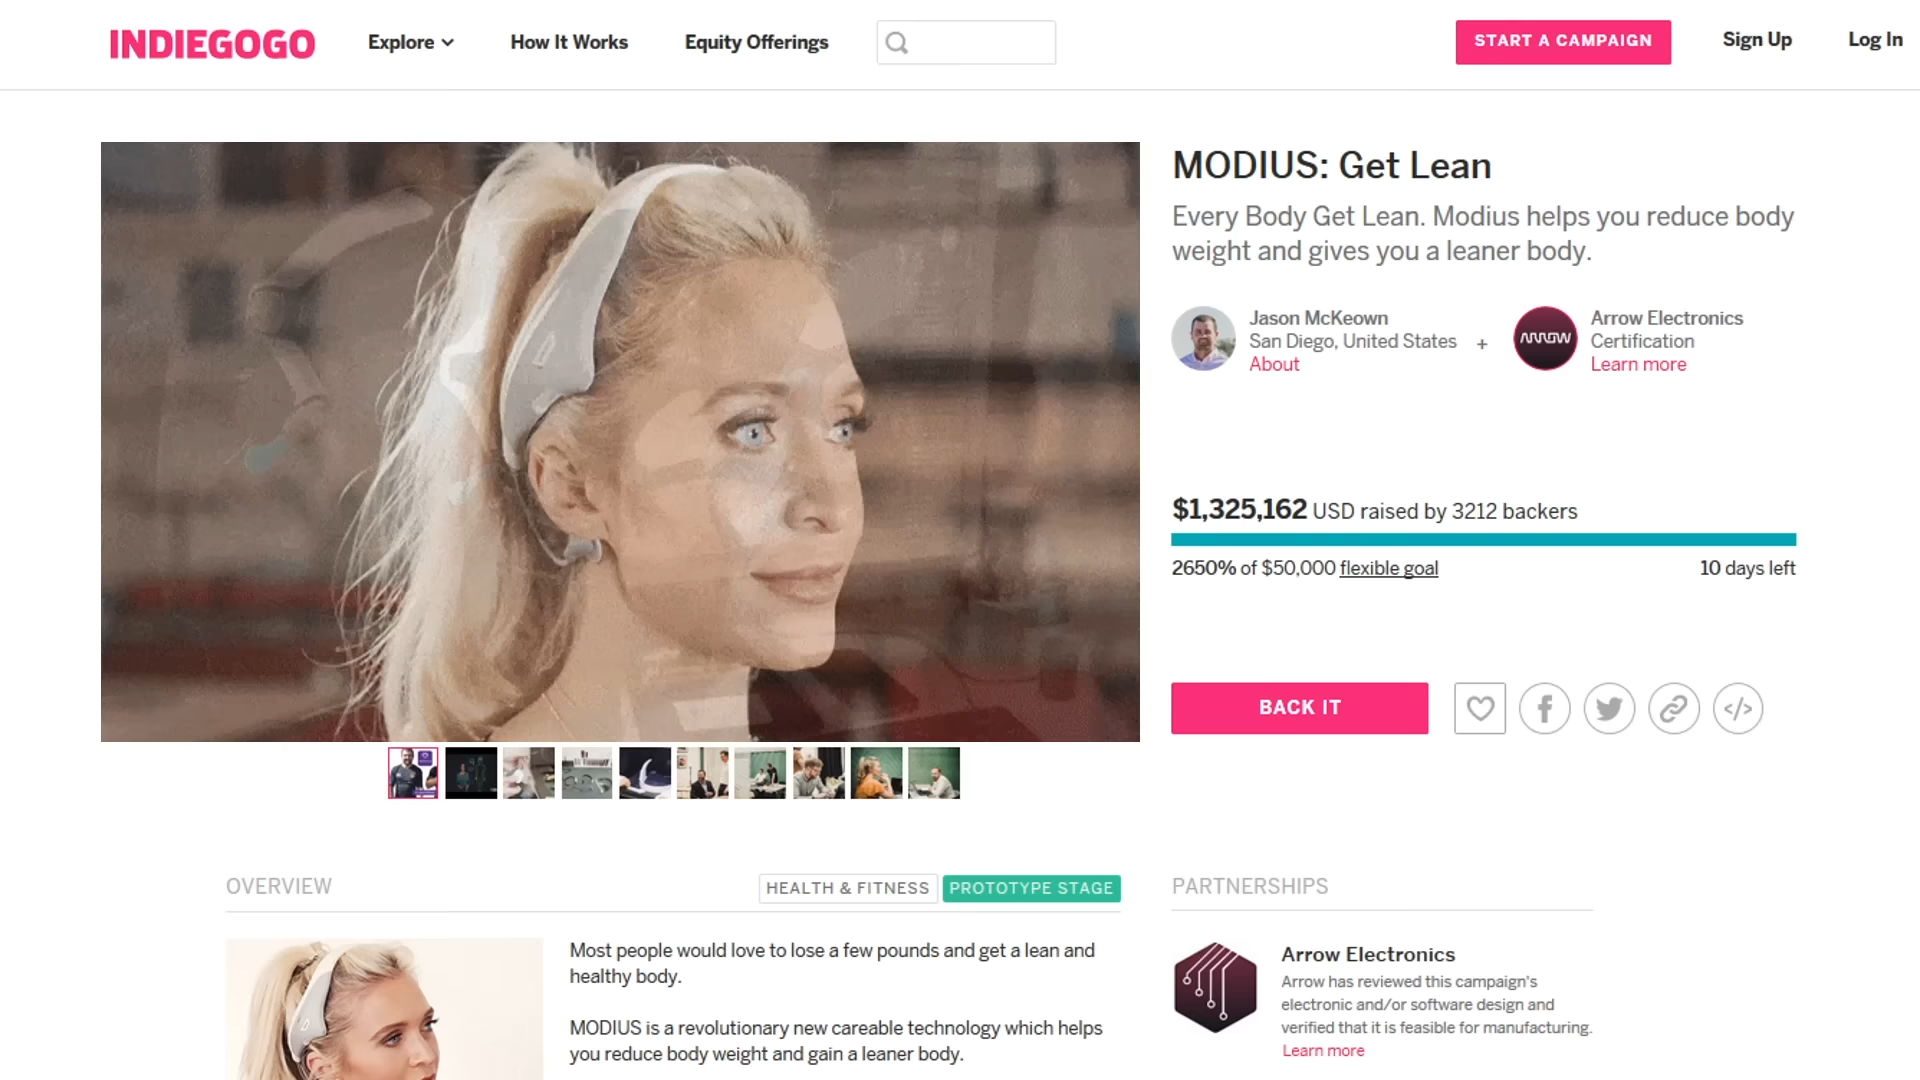 INDIEGOGO
Explore
How It Works
Equity Offerings
START A CAMPAIGN
Sign Up
Log In
MODIUS: Get Lean
Every Body Get Lean. Modius helps you reduce body
weight and gives you a leaner body.
Jason McKeown
San Diego, United States
About
+
ARROW
Arrow Electronics
Certification
Learn more
$1,325,162 USD raised by 3212 backers
2650% of $50,000 flexible goal
10 days left
BACK IT
OVERVIEW
HEALTH & FITNESS
PROTOTYPE STAGE
Most people would love to lose a few pounds and get a lean and
healthy body.
MODIUS is a revolutionary new careable technology which helps
you reduce body weight and gain a leaner body.
PARTNERSHIPS
Arrow Electronics
Arrow has reviewed this campaign's
electronic and/or software design and
verified that it is feasible for manufacturing.
Learn more